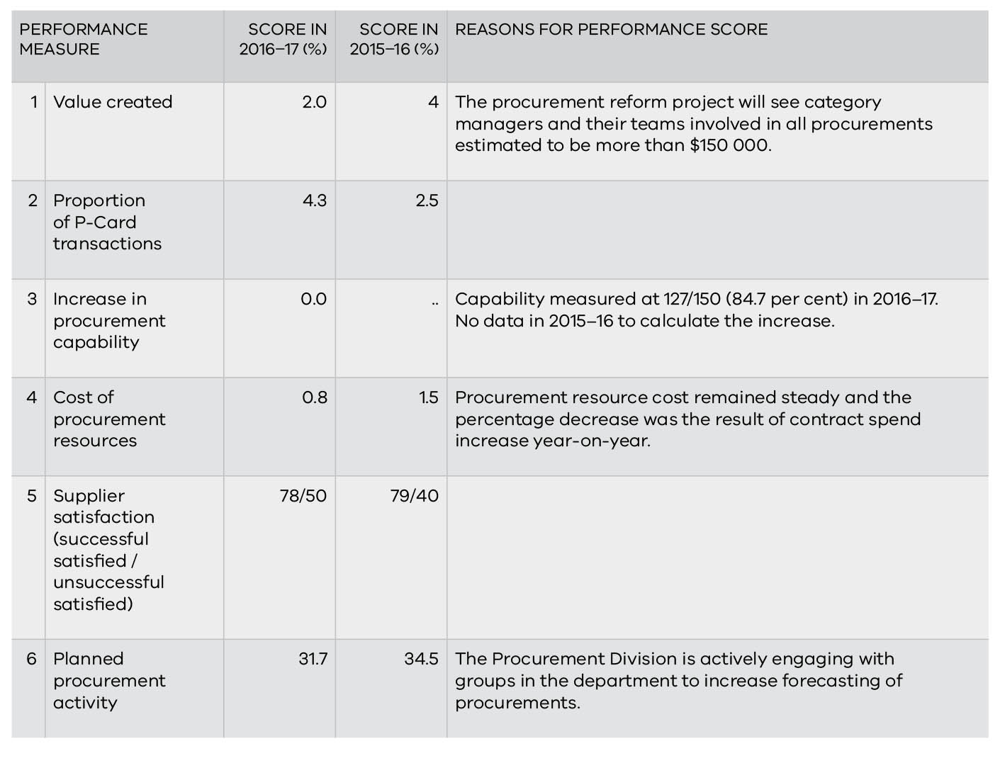 PERFORMANCE
MEASURE
SCORE IN
2016–17 (%)
SCORE IN
2015–16 (%)
REASONS FOR PERFORMANCE SCORE
1
Value created
2.0
4
The procurement reform project will see category
managers and their teams involved in all procurements
estimated to be more than $150 000.
2
Proportion
of P-Card
transactions
4.3
2.5
3
Increase in
procurement
capability
0.0
..
Capability measured at 127/150 (84.7 per cent) in 2016–17.
No data in 2015–16 to calculate the increase.
4
Cost of
procurement
resources
0.8
1.5
Procurement resource cost remained steady and the
percentage decrease was the result of contract spend
increase year-on-year.
5
Supplier
satisfaction
(successful
satisfied /
unsuccessful
satisfied)
78/50
79/40
6
Planned
procurement
activity
31.7
34.5
The Procurement Division is actively engaging with
groups in the department to increase forecasting of
procurements.